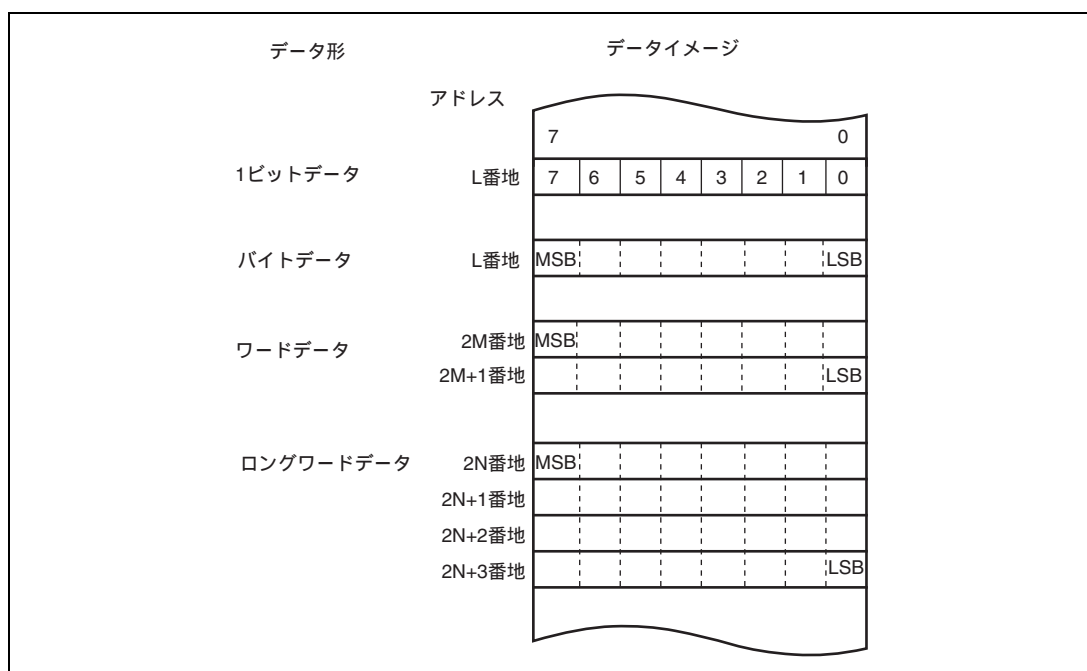 データ形 データイメージ
アドレス
7 0
1ビットデータ L番地 7 6 5 4 3 2 1 0
バイトデータ L番地 MSB LSB
ワードデータ 2M番地 MSB
2M+1番地 LSB
ロングワードデータ 2N番地 MSB
2N+1番地
2N+2番地
2N+3番地 LSB